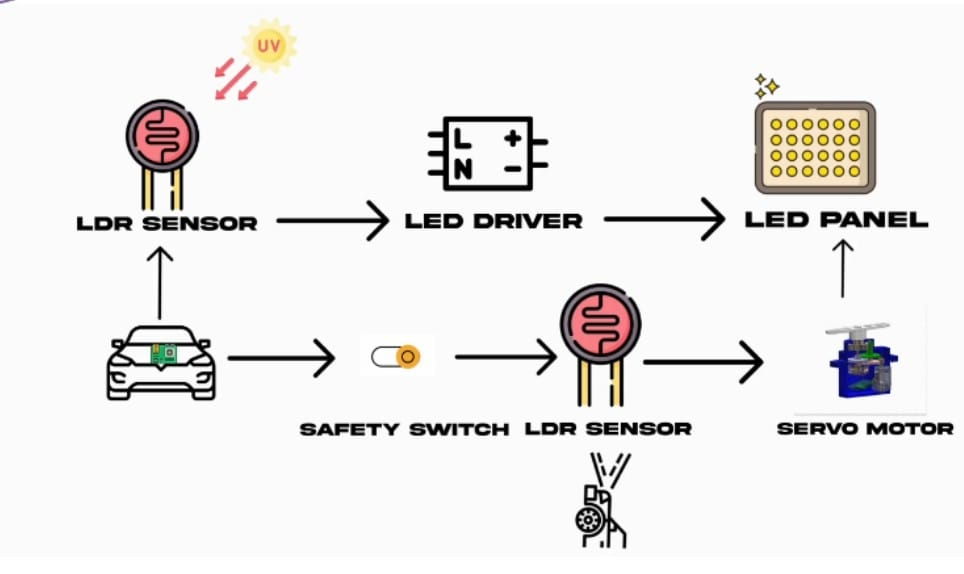 UV
L +
N -
LDR SENSOR
LED DRIVER
LED PANEL
SAFETY SWITCH
LDR SENSOR
SERVO MOTOR